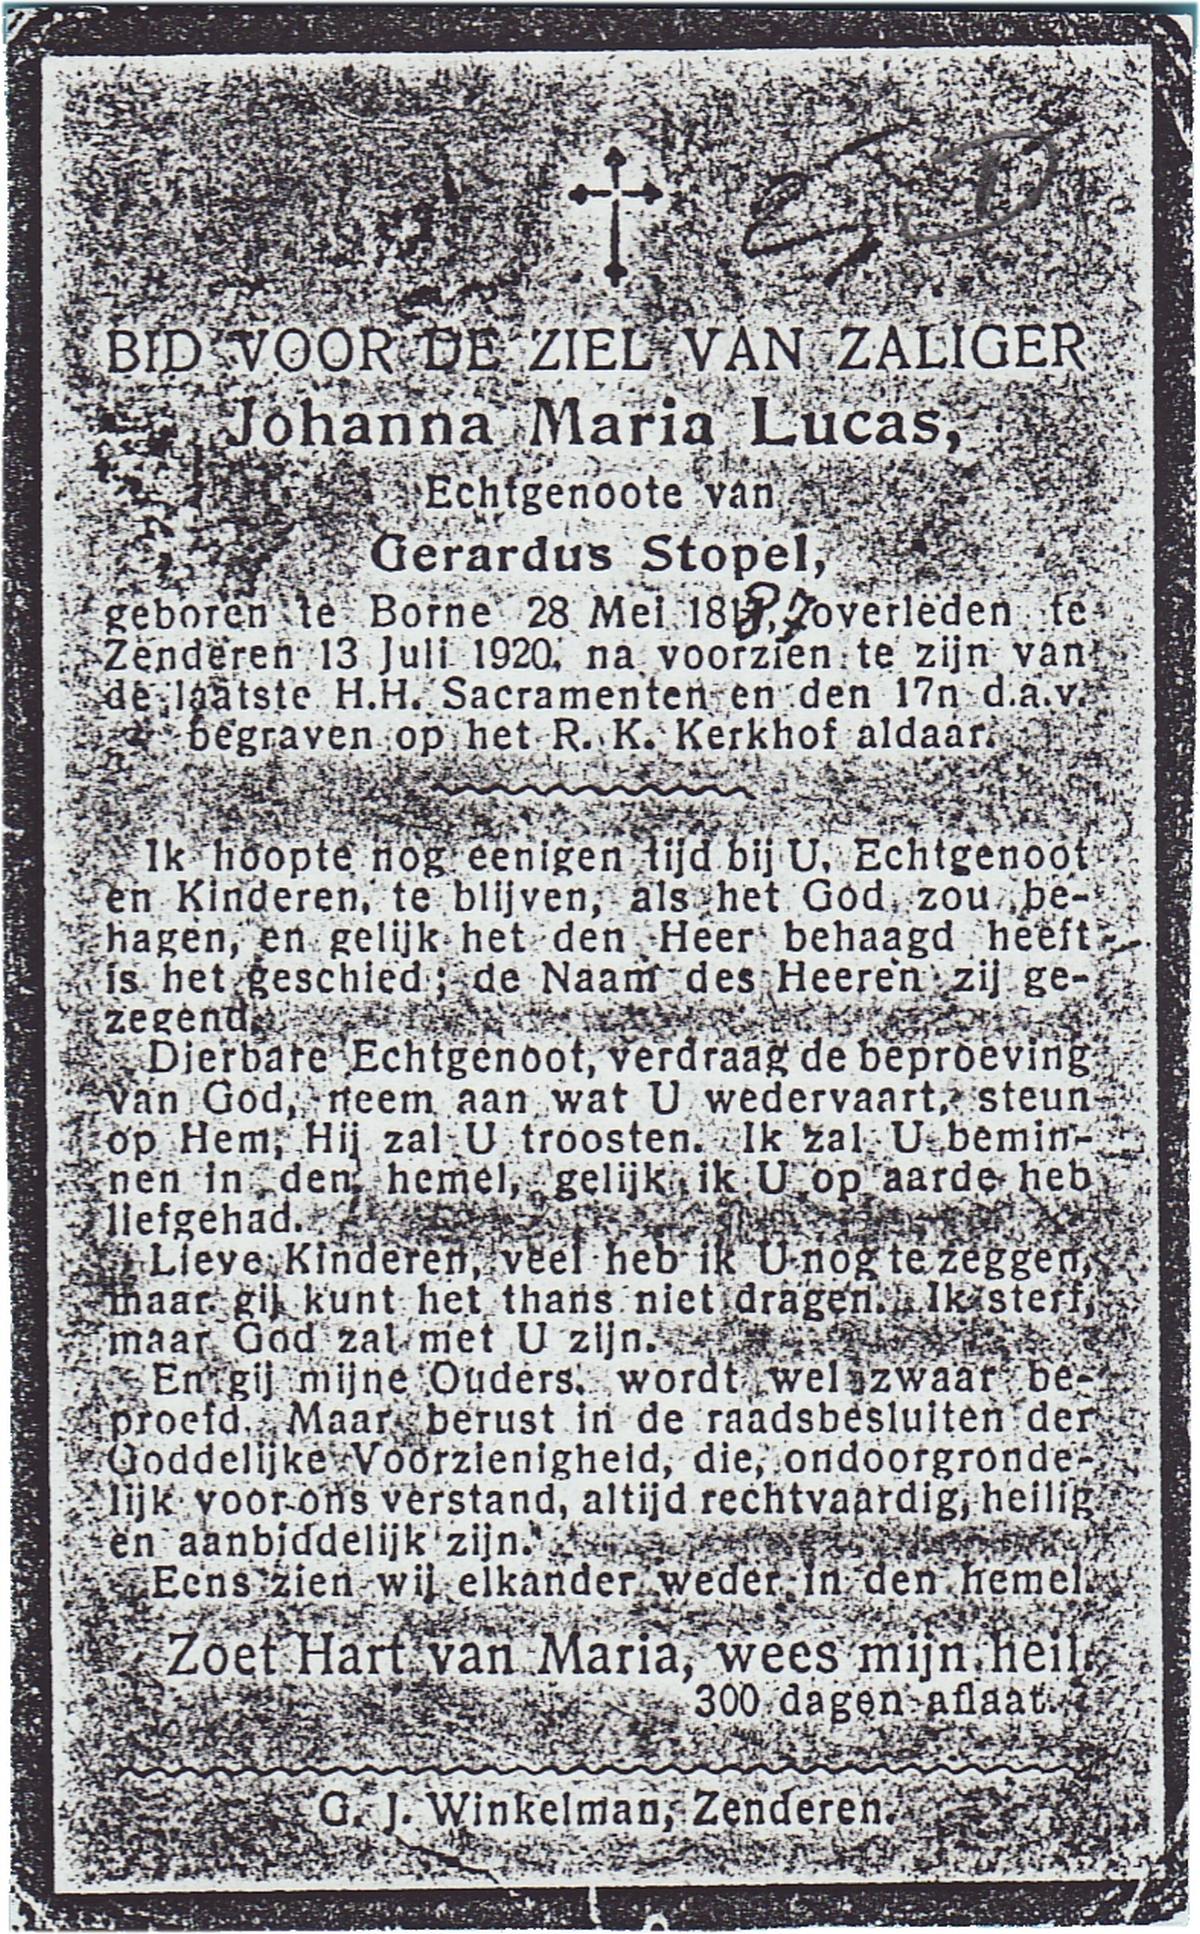 BID VOOR DE ZIEL VAN ZALIGER
Johanna Maria Lucas,
Echtgenoote van
Gerardus Stopel,
geboren te Borne 28 Mei 1887 overleden te
Zenderen 13 Juli 1920, na voorzien te zijn van
de laatste H.H. Sacramenten en den 17n d.a.v.
begraven op het R. K. Kerkhof aldaar.
Ik hoopte nog eenigen tijd bij U, Echtgenoot
en Kinderen, te blijven, als het God zou be-
hagen, en gelijk het den Heer behaagd heeft
is het geschied; de Naam des Heeren zij ge-
zegend.
Dierbare Echtgenoot, verdraag de beproeving
van God, neem aan wat U wedervaart, steun
op Hem, Hij zal U troosten. Ik zal U bemin-
nen in den hemel, gelijk ik U op aarde heb
liefgehad.
Lieve Kinderen, veel heb ik U nog te zeggen,
maar gij kunt het thans niet dragen. Ik sterf,
maar God zal met U zijn.
En gij mijne Ouders, wordt wel zwaar be-
proefd. Maar berust in de raadsbesluiten der
Goddelijke Voorzienigheid, die, ondoorgronde-
lijk voor ons verstand, altijd rechtvaardig, heilig
en aanbiddelijk zijn.
Eens zien wij elkander weder in den hemel.
Zoet Hart van Maria, wees mijn heil.
300 dagen aflaat.
G. J. Winkelman, Zenderen.